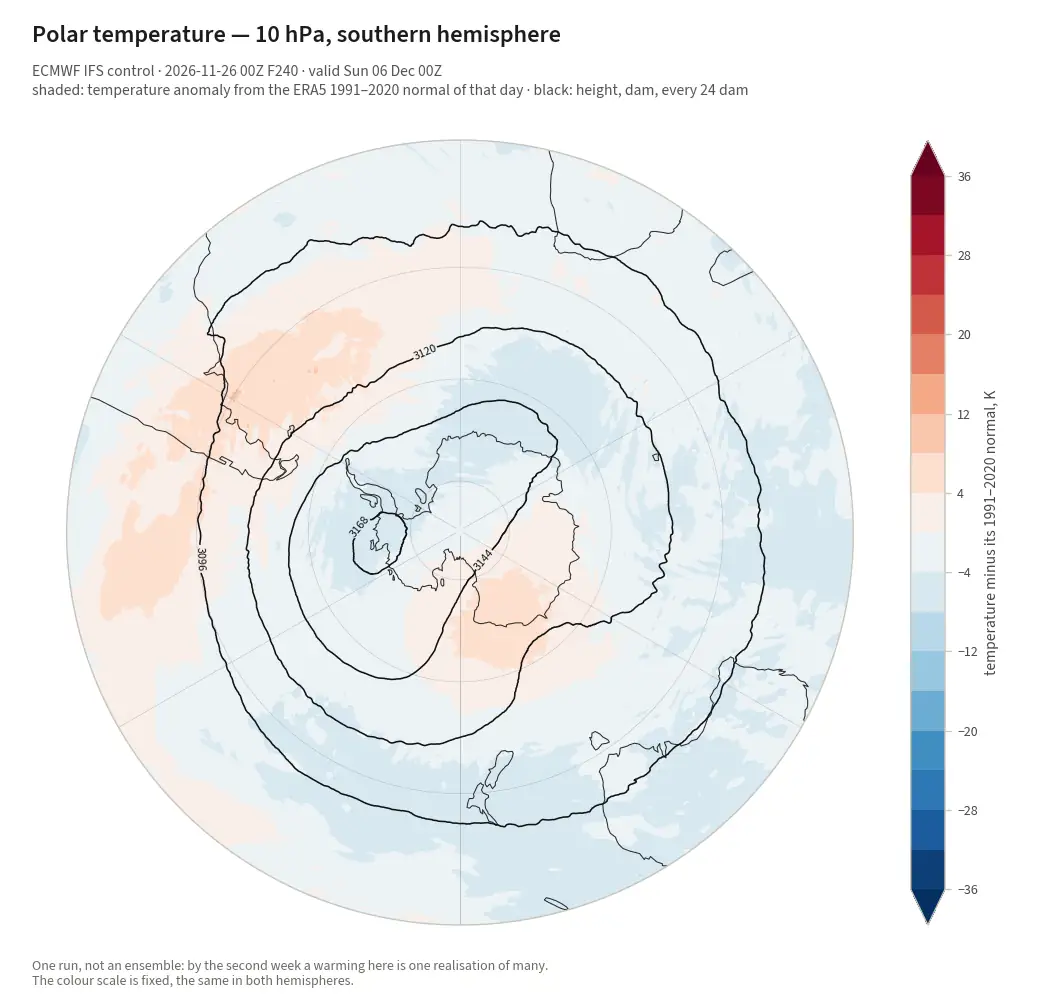 Polar temperature — 10 hPa, southern hemisphere
ECMWF IFS control · 2026-11-26 00Z F240 · valid Sun 06 Dec 00Z
shaded: temperature anomaly from the ERA5 1991–2020 normal of that day · black: height, dam, every 24 dam
36
28
20
12
4
−4
−12
−20
−28
−36
temperature minus its 1991–2020 normal, K
3120
3168
3144
3096
One run, not an ensemble: by the second week a warming here is one realisation of many.
The colour scale is fixed, the same in both hemispheres.